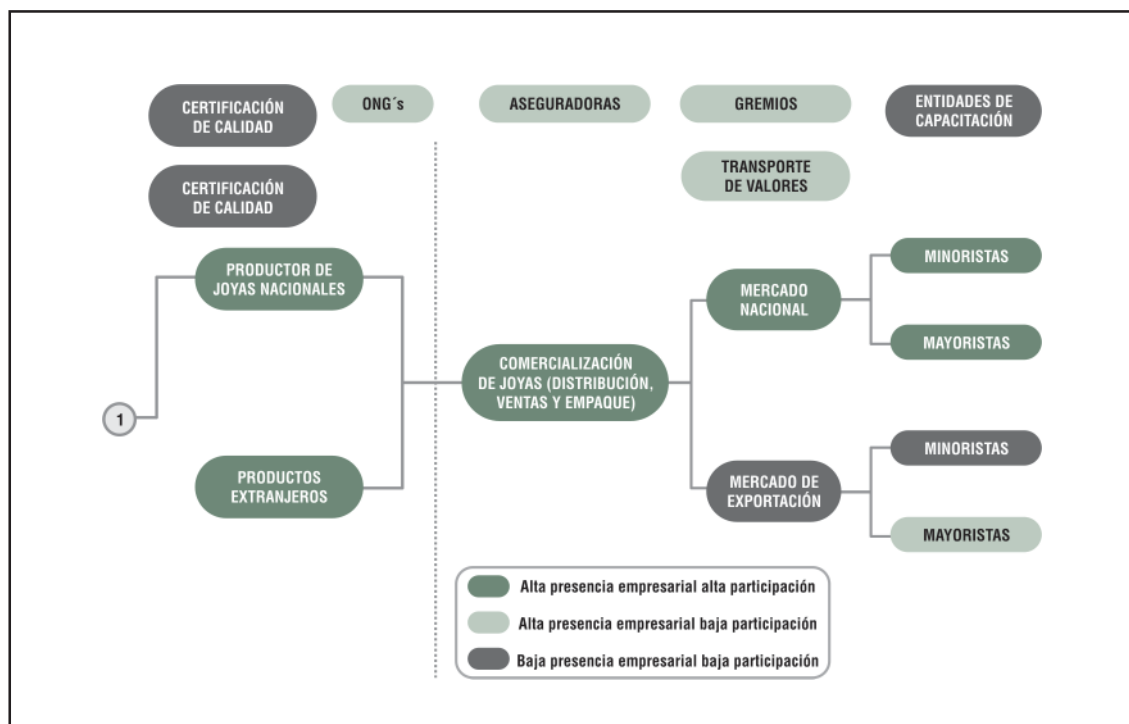 CERTIFICACIÓN
DE CALIDAD
ONG´s
ASEGURADORAS
GREMIOS
ENTIDADES DE
CAPACITACIÓN
CERTIFICACIÓN
DE CALIDAD
TRANSPORTE
DE VALORES
PRODUCTOR DE
JOYAS NACIONALES
MERCADO
NACIONAL
MINORISTAS
MAYORISTAS
1
COMERCIALIZACIÓN
DE JOYAS (DISTRIBUCIÓN,
VENTAS Y EMPAQUE)
PRODUCTOS
EXTRANJEROS
MERCADO DE
EXPORTACIÓN
MINORISTAS
MAYORISTAS
Alta presencia empresarial alta participación
Alta presencia empresarial baja participación
Baja presencia empresarial baja participación